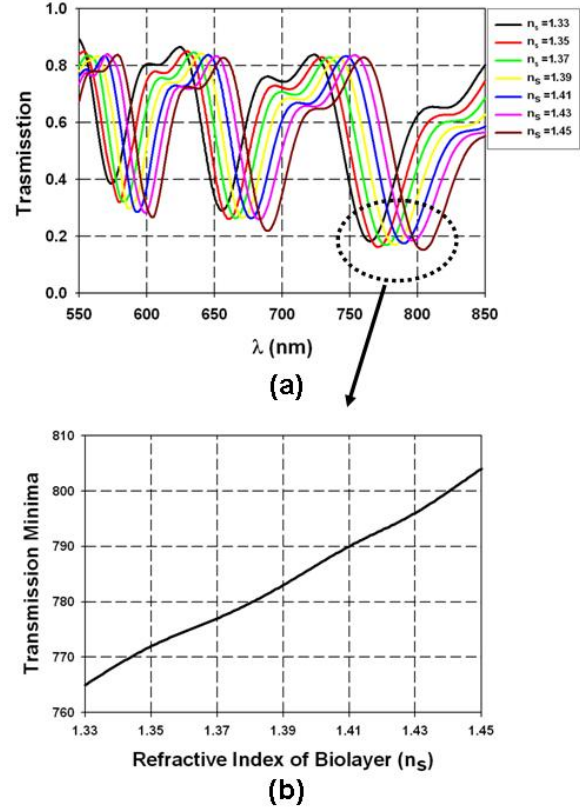 (a)
Trasmisstion
1.0
0.8
0.6
0.4
0.2
0.0
550 600 650 700 750 800 850
λ (nm)
n_s =1.33
n_s =1.35
n_s =1.37
n_S =1.39
n_S =1.41
n_S =1.43
n_S =1.45
(a)
Transmission Minima
810
800
790
780
770
760
1.33 1.35 1.37 1.39 1.41 1.43 1.45
Refractive Index of Biolayer (n_S)
(b)